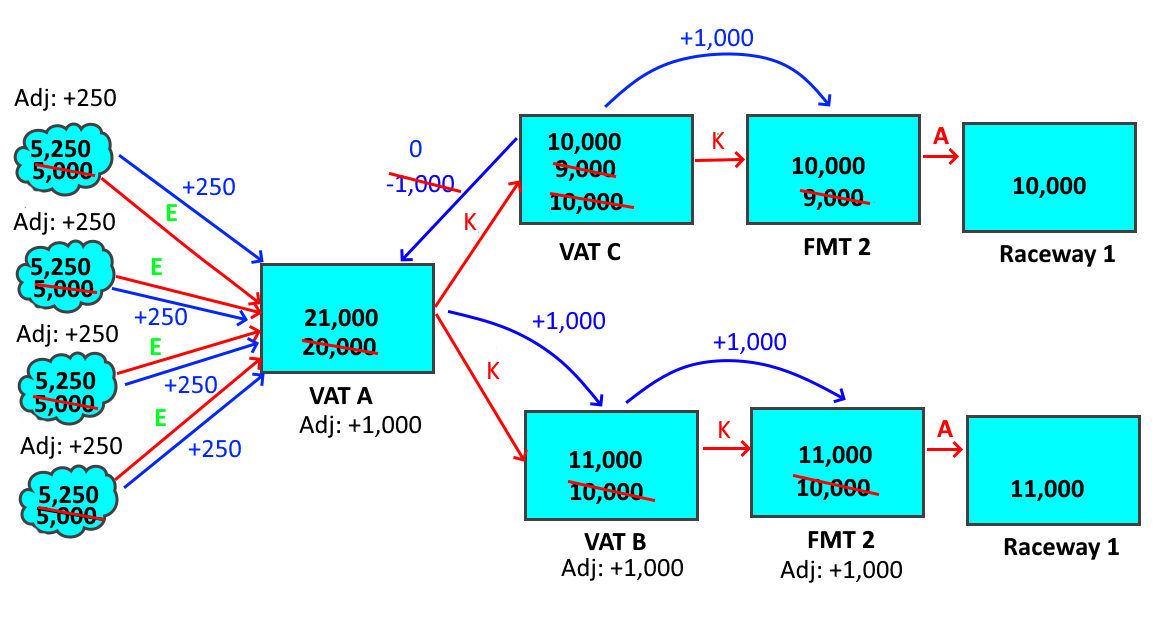 +1,000
Adj: +250
5,250
5,000
+250
E
0
-1,000
K
10,000
9,000
10,000
VAT C
K
10,000
9,000
FMT 2
A
10,000
Raceway 1
Adj: +250
5,250
5,000
E
+250
21,000
20,000
VAT A
Adj: +1,000
Adj: +250
5,250
5,000
E
+250
Adj: +250
5,250
5,000
E
+250
+1,000
K
+1,000
11,000
10,000
VAT B
Adj: +1,000
K
11,000
10,000
FMT 2
Adj: +1,000
A
11,000
Raceway 1